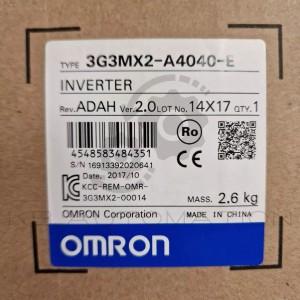 TYPE 3G3MX2-A4040-E
INVERTER
Rev. ADAH Ver. 2.0 LOT No. 14X17 QTY. 1
4548583484351
S/N 16913392020641
Date. 2017/10
KCC-REM-OMR-
3G3MX2-00014
Ro
MASS. 2.6 kg
OMRON Corporation MADE IN CHINA
OMRON